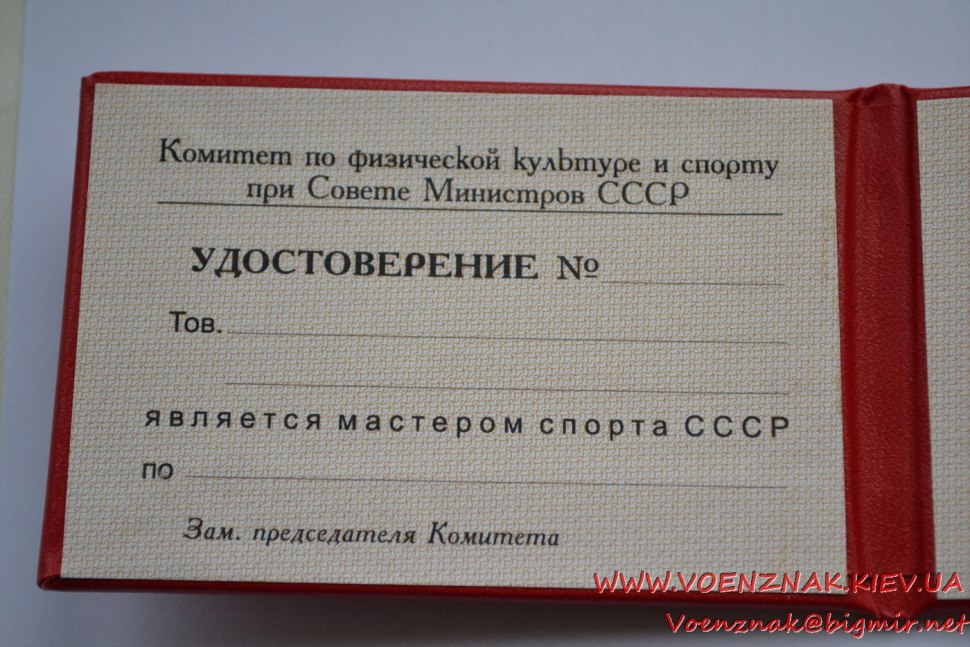 Комитет по физической культуре и спорту
при Совете Министров СССР
УДОСТОВЕРЕНИЕ №
Тов.
является мастером спорта СССР
по
Зам. председателя Комитета
WWW.VOENZNAK.KIEV.UA
Voenznak@bigmir.net